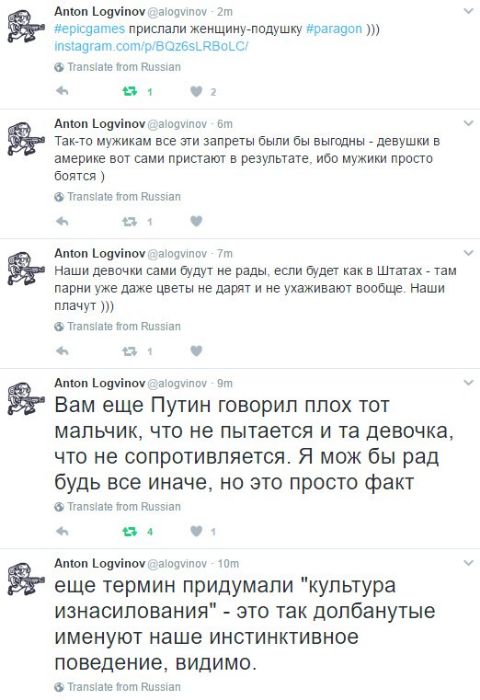 Anton Logvinov @alogvinov · 2m
#epicgames прислали женщину-подушку #paragon )))
instagram.com/p/BQz6sLRBoLC/
Translate from Russian
1 2
Anton Logvinov @alogvinov · 6m
Так-то мужикам все эти запреты были бы выгодны - девушки в
америке вот сами пристают в результате, ибо мужики просто
боятся )
Translate from Russian
1
Anton Logvinov @alogvinov · 7m
Наши девочки сами будут не рады, если будет как в Штатах - там
парни уже даже цветы не дарят и не ухаживают вообще. Наши
плачут )))
Translate from Russian
1
Anton Logvinov @alogvinov · 9m
Вам еще Путин говорил плох тот
мальчик, что не пытается и та девочка,
что не сопротивляется. Я мож бы рад
будь все иначе, но это просто факт
Translate from Russian
4 1
Anton Logvinov @alogvinov · 10m
еще термин придумали "культура
изнасилования" - это так долбанутые
именуют наше инстинктивное
поведение, видимо.
Translate from Russian